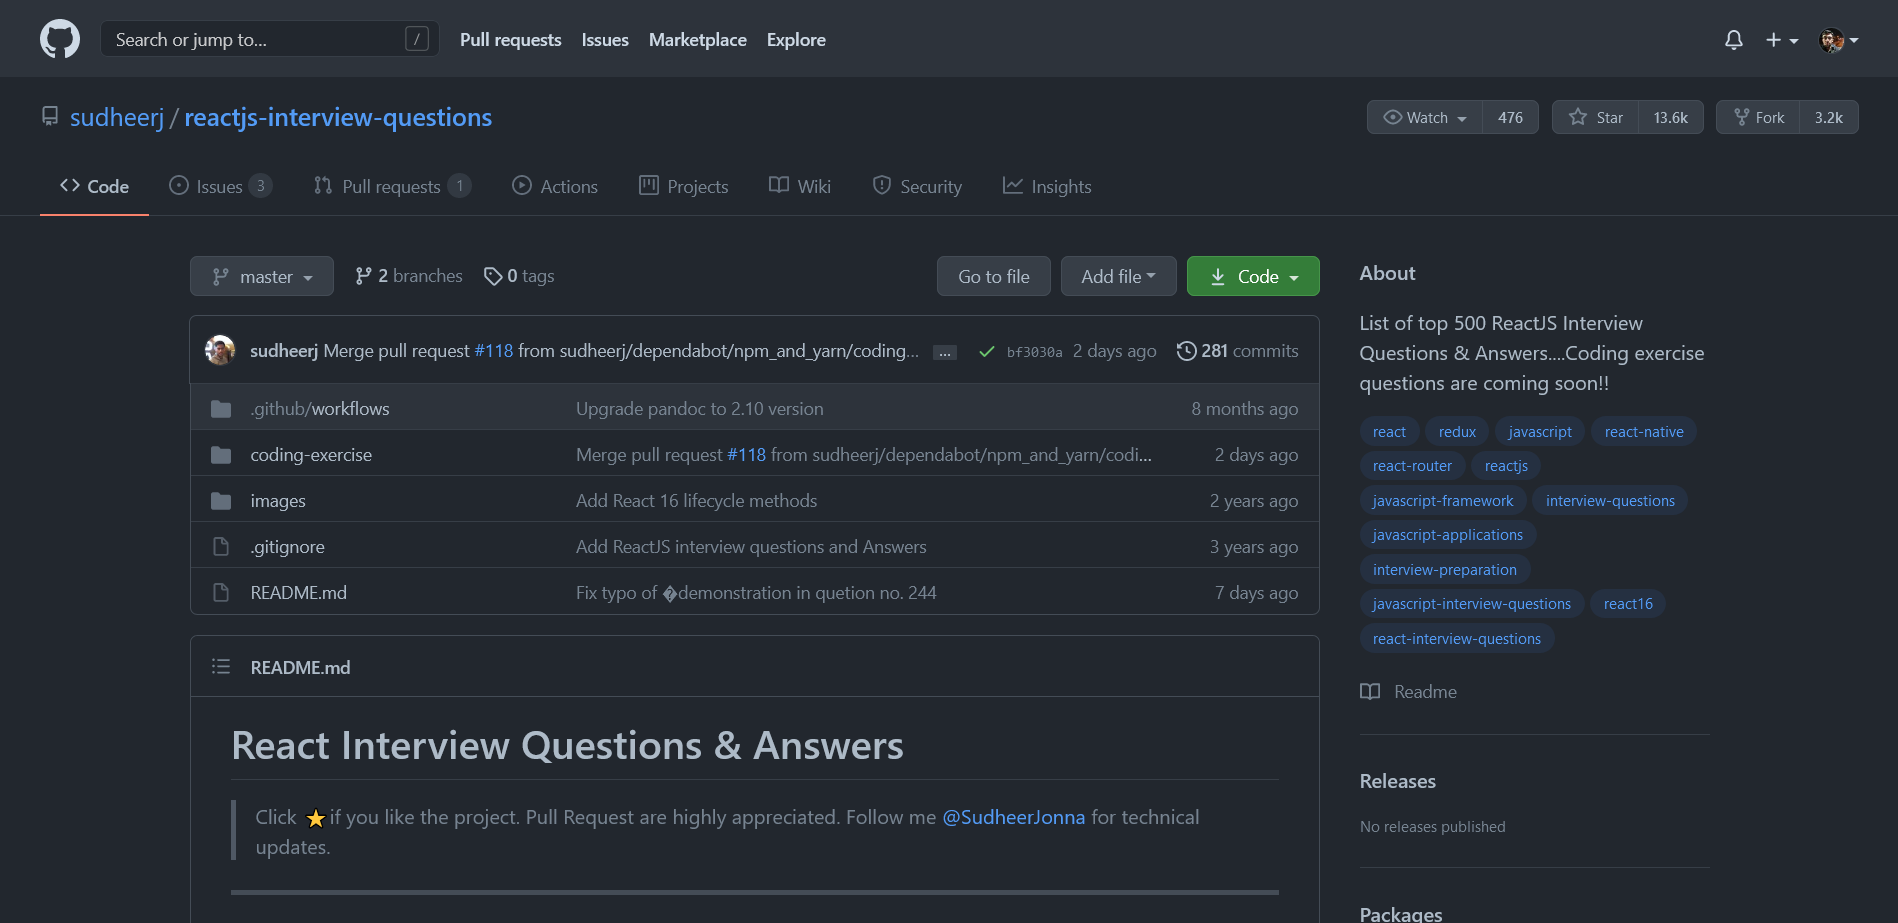 Search or jump to... /
Pull requests Issues Marketplace Explore
sudheerj / reactjs-interview-questions
Watch 476 Star 13.6k Fork 3.2k
Code Issues 3 Pull requests 1 Actions Projects Wiki Security Insights
master 2 branches 0 tags
Go to file Add file Code
sudheerj Merge pull request #118 from sudheerj/dependabot/npm_and_yarn/coding... ... bf3030a 2 days ago 281 commits
.github/workflows Upgrade pandoc to 2.10 version 8 months ago
coding-exercise Merge pull request #118 from sudheerj/dependabot/npm_and_yarn/codi... 2 days ago
images Add React 16 lifecycle methods 2 years ago
.gitignore Add ReactJS interview questions and Answers 3 years ago
README.md Fix typo of �demonstration in quetion no. 244 7 days ago
README.md
React Interview Questions & Answers
Click ⭐if you like the project. Pull Request are highly appreciated. Follow me @SudheerJonna for technical
updates.
About
List of top 500 ReactJS Interview
Questions & Answers....Coding exercise
questions are coming soon!!
react redux javascript react-native
react-router reactjs
javascript-framework interview-questions
javascript-applications
interview-preparation
javascript-interview-questions react16
react-interview-questions
Readme
Releases
No releases published
Packages